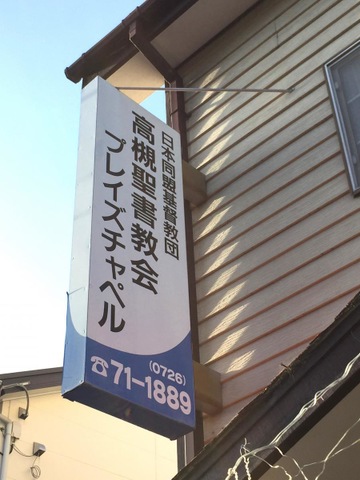 日本同盟基督教団
高槻聖書教会
プレイズチャペル
(0726)
☎71-1889